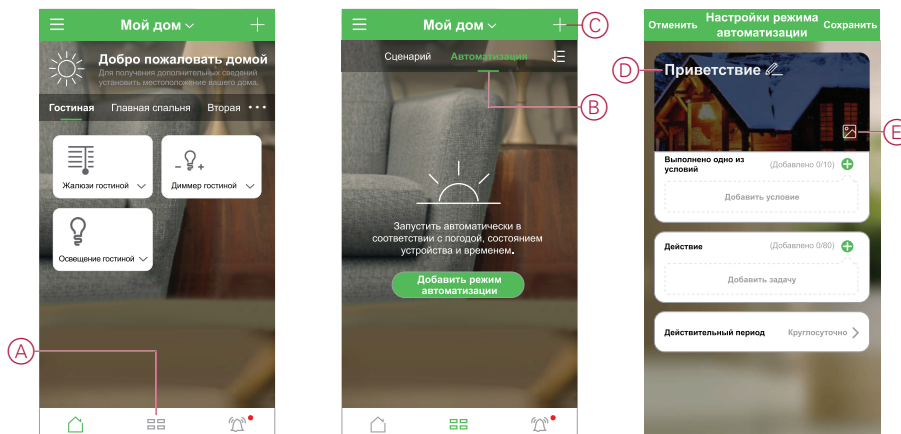 Мой дом
Добро пожаловать домой
Для получения дополнительных сведений
установить местоположение вашего дома.
Гостиная Главная спальня Вторая
Жалюзи гостиной
Диммер гостиной
Освещение гостиной
A
Мой дом
C
Сценарий Автоматизация
B
Запустить автоматически в
соответствии с погодой, состоянием
устройства и временем.
Добавить режим
автоматизации
Отменить
Настройки режима
автоматизации
Сохранить
D
Приветствие
E
Выполнено одно из
условий
(Добавлено 0/10)
Добавить условие
Действие (Добавлено 0/80)
Добавить задачу
Действительный период Круглосуточно